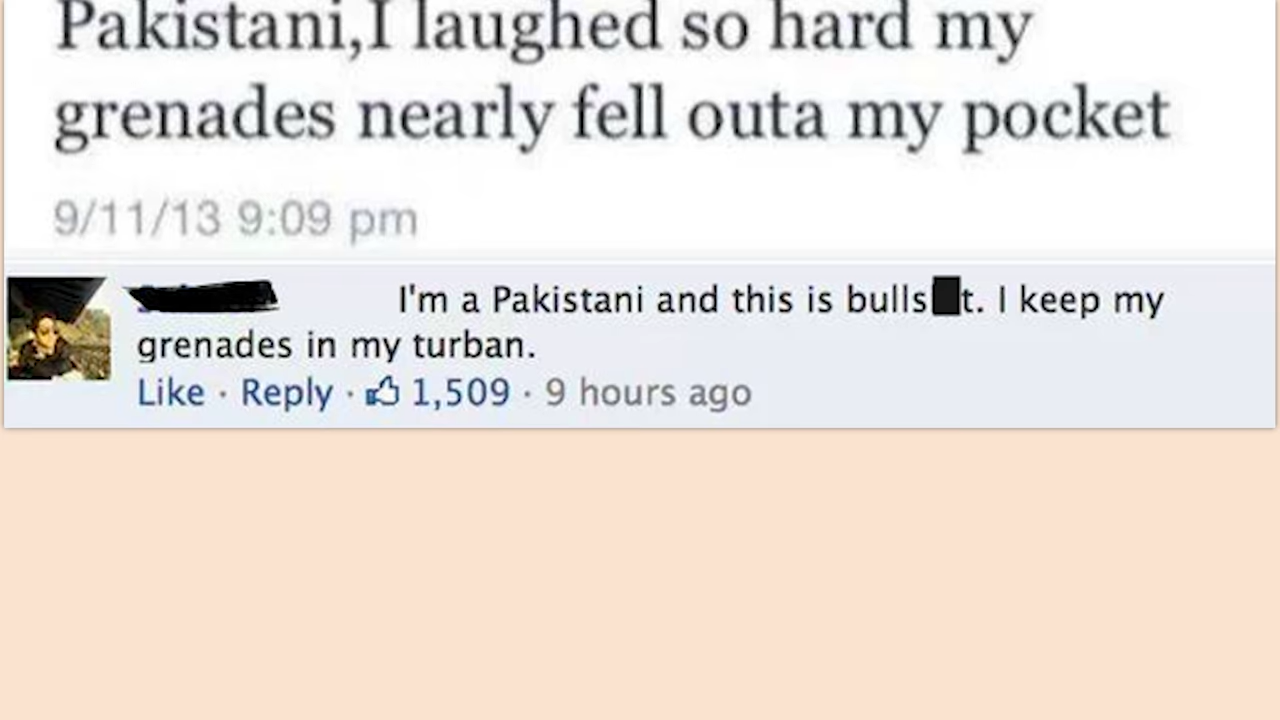 Pakistani,I laughed so hard my
grenades nearly fell outa my pocket
9/11/13 9:09 pm
I'm a Pakistani and this is bulls■t. I keep my
grenades in my turban.
Like · Reply · 1,509 · 9 hours ago